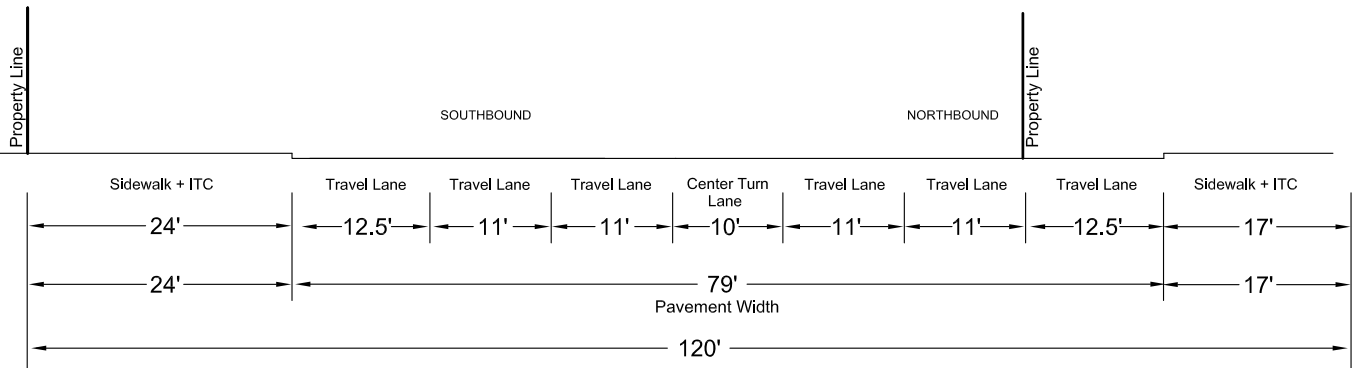 Property Line
Property Line
SOUTHBOUND
NORTHBOUND
Sidewalk + ITC
Travel Lane
Travel Lane
Travel Lane
Center Turn
Lane
Travel Lane
Travel Lane
Travel Lane
Sidewalk + ITC
24'
12.5'
11'
11'
10'
11'
11'
12.5'
17'
24'
79'
17'
Pavement Width
120'